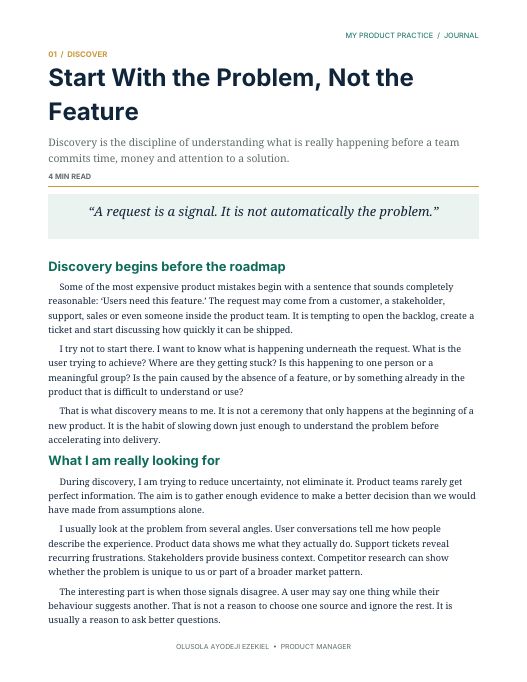 MY PRODUCT PRACTICE / JOURNAL
01 / DISCOVER
Start With the Problem, Not the
Feature
Discovery is the discipline of understanding what is really happening before a team
commits time, money and attention to a solution.
4 MIN READ
“A request is a signal. It is not automatically the problem.”
Discovery begins before the roadmap
Some of the most expensive product mistakes begin with a sentence that sounds completely
reasonable: ‘Users need this feature.’ The request may come from a customer, a stakeholder,
support, sales or even someone inside the product team. It is tempting to open the backlog, create a
ticket and start discussing how quickly it can be shipped.
I try not to start there. I want to know what is happening underneath the request. What is the
user trying to achieve? Where are they getting stuck? Is this happening to one person or a
meaningful group? Is the pain caused by the absence of a feature, or by something already in the
product that is difficult to understand or use?
That is what discovery means to me. It is not a ceremony that only happens at the beginning of a
new product. It is the habit of slowing down just enough to understand the problem before
accelerating into delivery.
What I am really looking for
During discovery, I am trying to reduce uncertainty, not eliminate it. Product teams rarely get
perfect information. The aim is to gather enough evidence to make a better decision than we would
have made from assumptions alone.
I usually look at the problem from several angles. User conversations tell me how people
describe the experience. Product data shows me what they actually do. Support tickets reveal
recurring frustrations. Stakeholders provide business context. Competitor research can show
whether the problem is unique to us or part of a broader market pattern.
The interesting part is when those signals disagree. A user may say one thing while their
behaviour suggests another. That is not a reason to choose one source and ignore the rest. It is
usually a reason to ask better questions.
OLUSOLA AYODEJI EZEKIEL • PRODUCT MANAGER